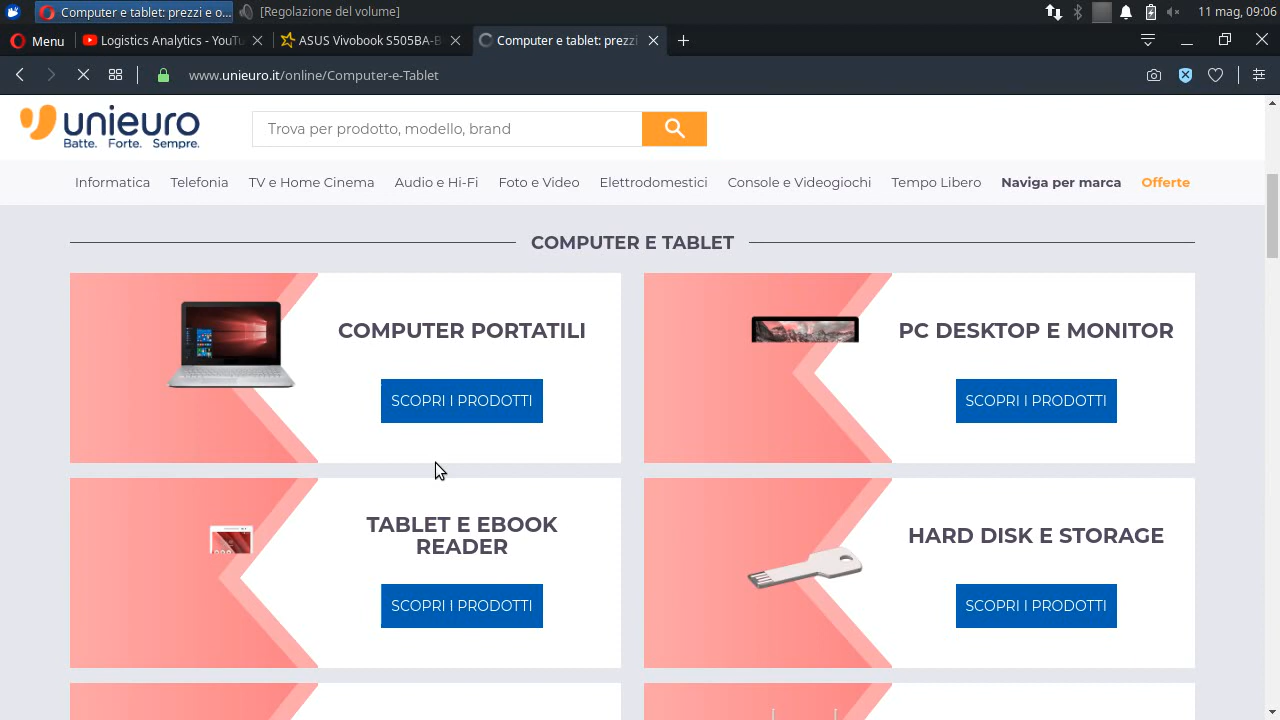 Computer e tablet: prezzi e o...
[Regolazione del volume]
11 mag, 09:06
Menu
Logistics Analytics - YouTu
ASUS Vivobook S505BA-B
Computer e tablet: prezzi
www.unieuro.it/online/Computer-e-Tablet
unieuro
Batte. Forte. Sempre.
Trova per prodotto, modello, brand
Informatica
Telefonia
TV e Home Cinema
Audio e Hi-Fi
Foto e Video
Elettrodomestici
Console e Videogiochi
Tempo Libero
Naviga per marca
Offerte
COMPUTER E TABLET
COMPUTER PORTATILI
SCOPRI I PRODOTTI
PC DESKTOP E MONITOR
SCOPRI I PRODOTTI
TABLET E EBOOK
READER
SCOPRI I PRODOTTI
HARD DISK E STORAGE
SCOPRI I PRODOTTI